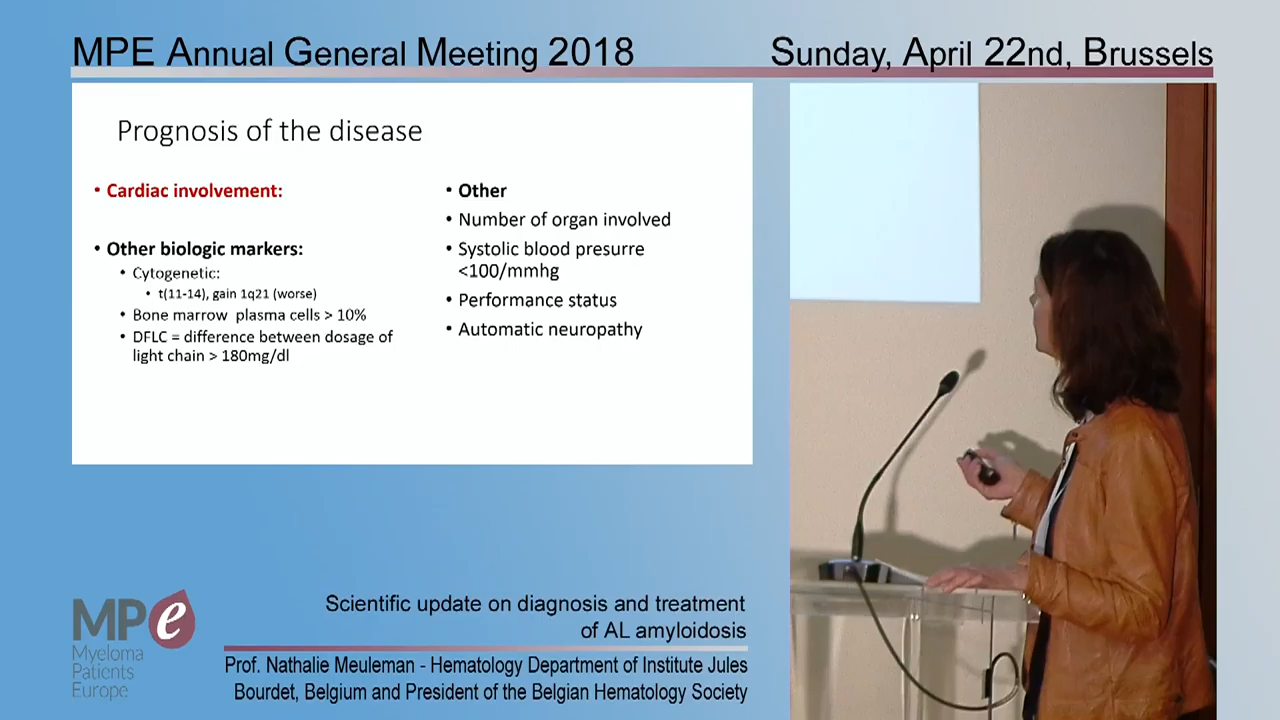 MPE Annual General Meeting 2018
Sunday, April 22nd, Brussels
Prognosis of the disease
• Cardiac involvement:
• Other biologic markers:
• Cytogenetic:
• t(11-14), gain 1q21 (worse)
• Bone marrow plasma cells > 10%
• DFLC = difference between dosage of
light chain > 180mg/dl
• Other
• Number of organ involved
• Systolic blood presurre
<100/mmhg
• Performance status
• Automatic neuropathy
Scientific update on diagnosis and treatment
of AL amyloidosis
Prof. Nathalie Meuleman - Hematology Department of Institute Jules
Bourdet, Belgium and President of the Belgian Hematology Society
MPe
Myeloma
Patients
Europe